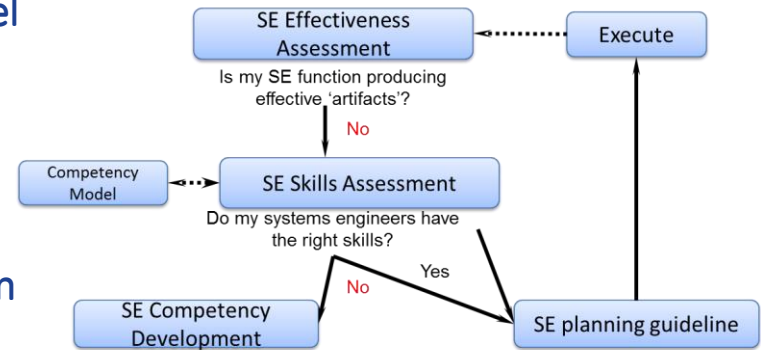 el
SE Effectiveness
Assessment
Execute
Is my SE function producing
effective 'artifacts'?
No
Competency
Model
SE Skills Assessment
Do my systems engineers have
the right skills?
No
Yes
n
SE Competency
Development
SE planning guideline